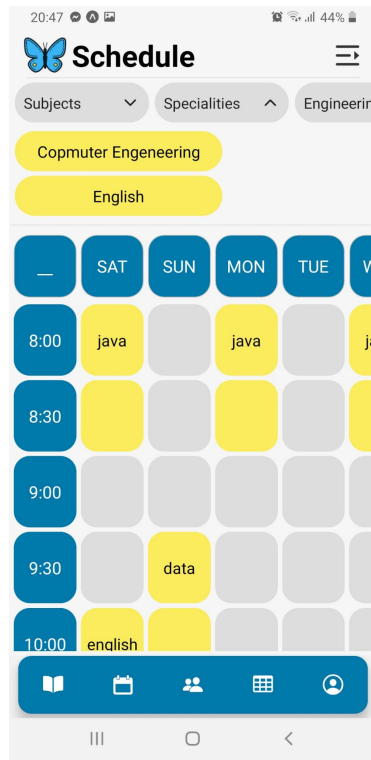 20:47 44%
Schedule
Subjects Specialities Engineerin
Copmuter Engeneering
English
__ SAT SUN MON TUE
8:00 java java
8:30
9:00
9:30 data
10:00 english